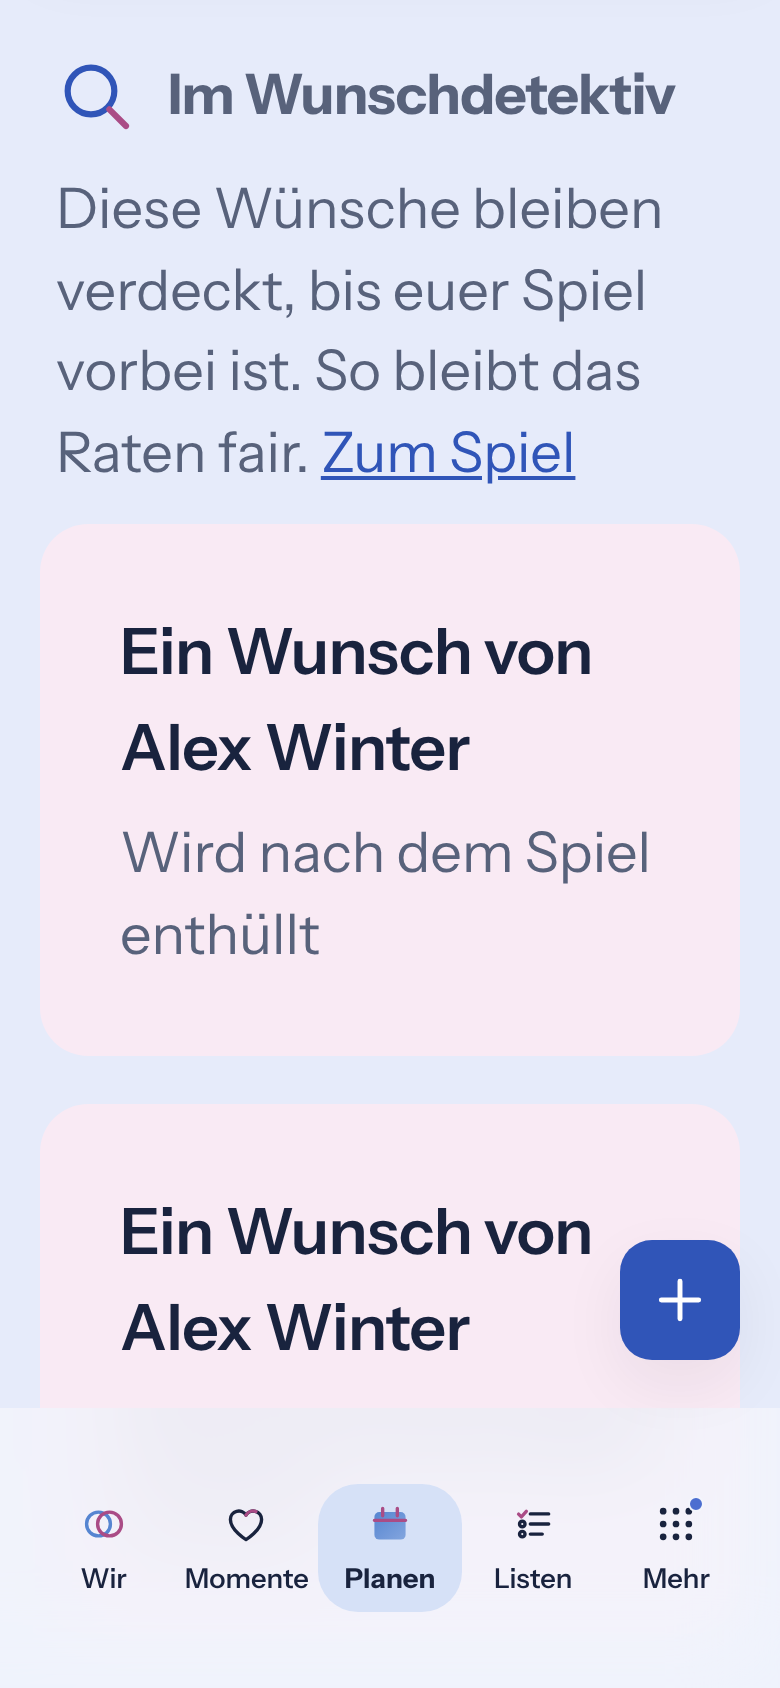 Im Wunschdetektiv
Diese Wünsche bleiben
verdeckt, bis euer Spiel
vorbei ist. So bleibt das
Raten fair. Zum Spiel
Ein Wunsch von
Alex Winter
Wird nach dem Spiel
enthüllt
Ein Wunsch von
Alex Winter
Wir
Momente
Planen
Listen
Mehr